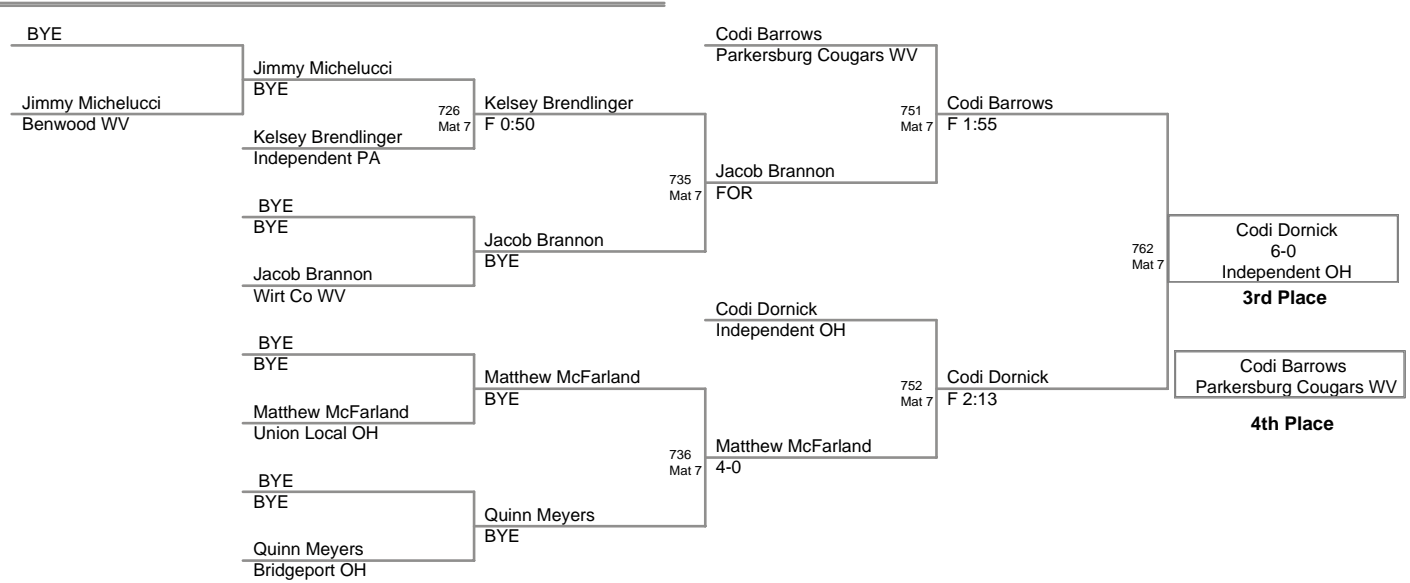 BYE
Jimmy Michelucci
Benwood WV
Jimmy Michelucci
BYE
Kelsey Brendlinger
Independent PA
BYE
BYE
Jacob Brannon
Wirt Co WV
BYE
BYE
Matthew McFarland
Union Local OH
BYE
BYE
Quinn Meyers
Bridgeport OH
726
Mat 7
Kelsey Brendlinger
F 0:50
Jacob Brannon
BYE
Matthew McFarland
BYE
Quinn Meyers
BYE
735
Mat 7
736
Mat 7
Codi Barrows
Parkersburg Cougars WV
Jacob Brannon
FOR
Codi Dornick
Independent OH
Matthew McFarland
4-0
751
Mat 7
752
Mat 7
Codi Barrows
F 1:55
Codi Dornick
F 2:13
762
Mat 7
Codi Dornick
6-0
Independent OH
3rd Place
Codi Barrows
Parkersburg Cougars WV
4th Place